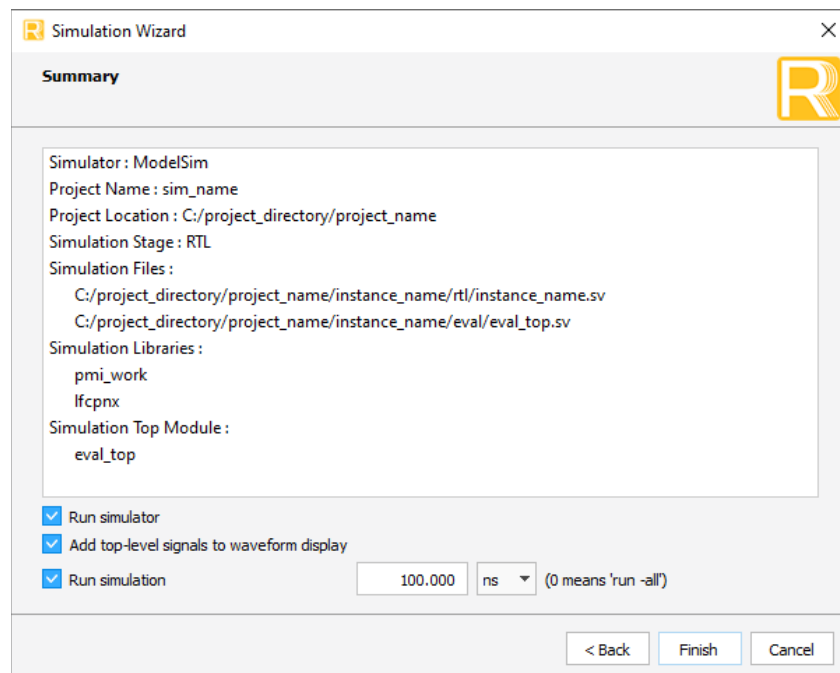 Simulation Wizard
Summary
Simulator : ModelSim
Project Name : sim_name
Project Location : C:/project_directory/project_name
Simulation Stage : RTL
Simulation Files :
C:/project_directory/project_name/instance_name/rtl/instance_name.sv
C:/project_directory/project_name/instance_name/eval/eval_top.sv
Simulation Libraries :
pmi_work
lfcpnx
Simulation Top Module :
eval_top
Run simulator
Add top-level signals to waveform display
Run simulation 100.000 ns (0 means 'run -all')
< Back Finish Cancel